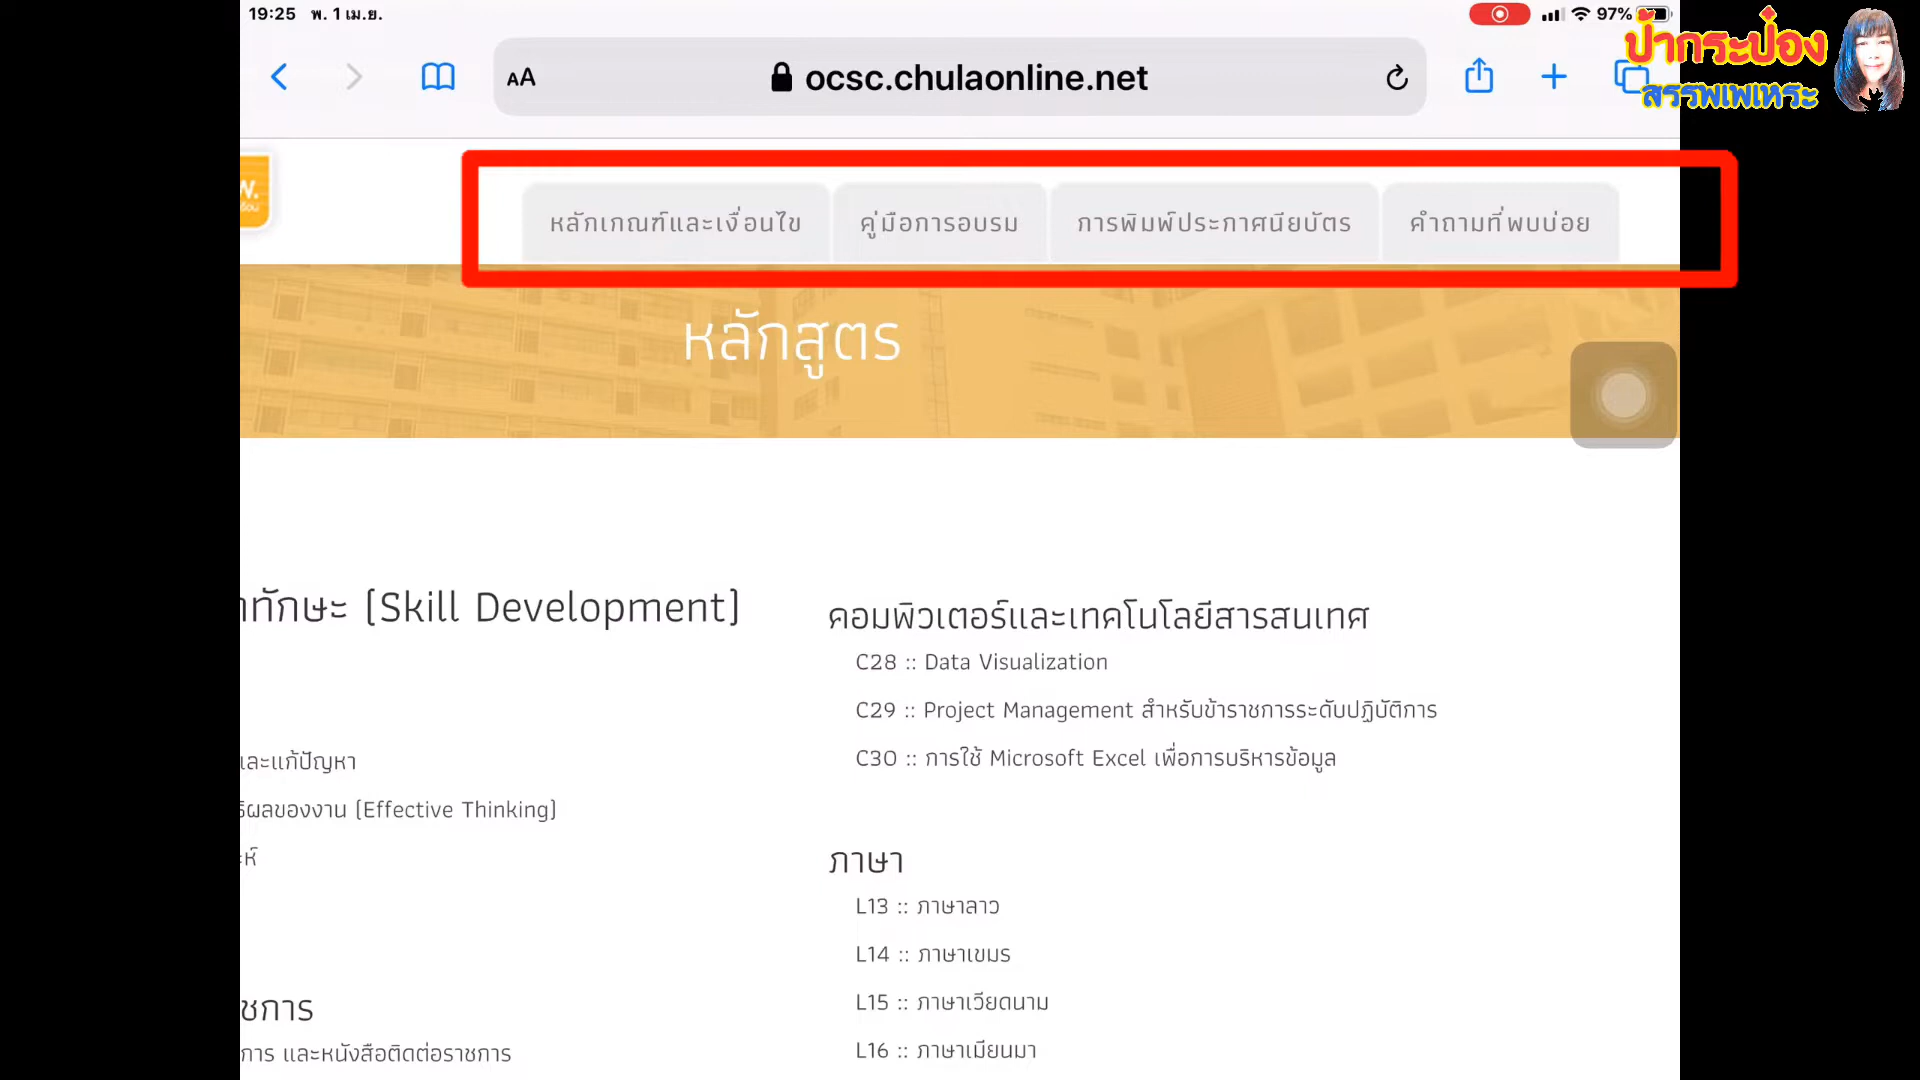 19:25 พ. 1 เม.ย.
97%
ป้ากระป๋อง
สรรพเพเหระ
AA
ocsc.chulaonline.net
หลักเกณฑ์และเงื่อนไข
คู่มือการอบรม
การพิมพ์ประกาศนียบัตร
คำถามที่พบบ่อย
หลักสูตร
ทักษะ (Skill Development)
และแก้ปัญหา
ธิผลของงาน (Effective Thinking)
ชการ
การ และหนังสือติดต่อราชการ
คอมพิวเตอร์และเทคโนโลยีสารสนเทศ
C28 :: Data Visualization
C29 :: Project Management สำหรับข้าราชการระดับปฏิบัติการ
C30 :: การใช้ Microsoft Excel เพื่อการบริหารข้อมูล
ภาษา
L13 :: ภาษาลาว
L14 :: ภาษาเขมร
L15 :: ภาษาเวียดนาม
L16 :: ภาษาเมียนมา